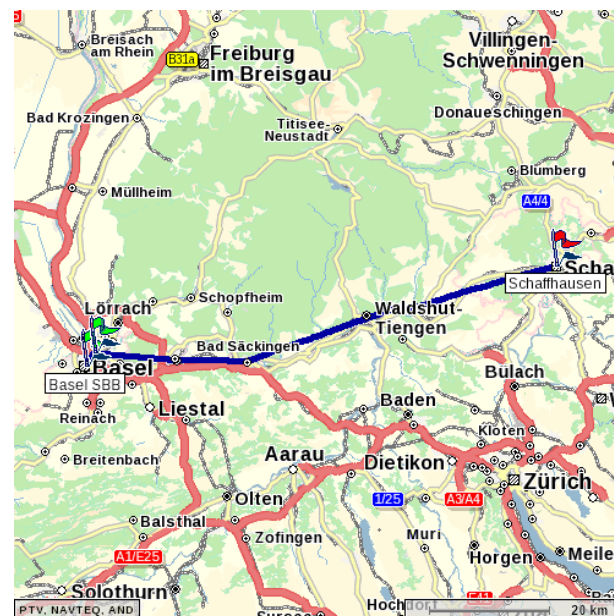 Breisach
am Rhein
Villingen-
Schwenningen
B31a
Freiburg
im Breisgau
Donaueschingen
Bad Krozingen
Titisee-
Neustadt
Blumberg
Müllheim
A4/4
Schaffhausen
Schopfheim
Lörrach
Waldshut-
Tiengen
Bad Säckingen
Basel
Basel SBB
Bülach
Reinach
Liestal
Baden
Kloten
Breitenbach
Aarau
Dietikon
Zürich
Olten
1/25
A3/A4
Balsthal
Zofingen
Muri
A1/E25
Horgen
Meile
Solothurn
PTV, NAVTEQ, AND
20 km